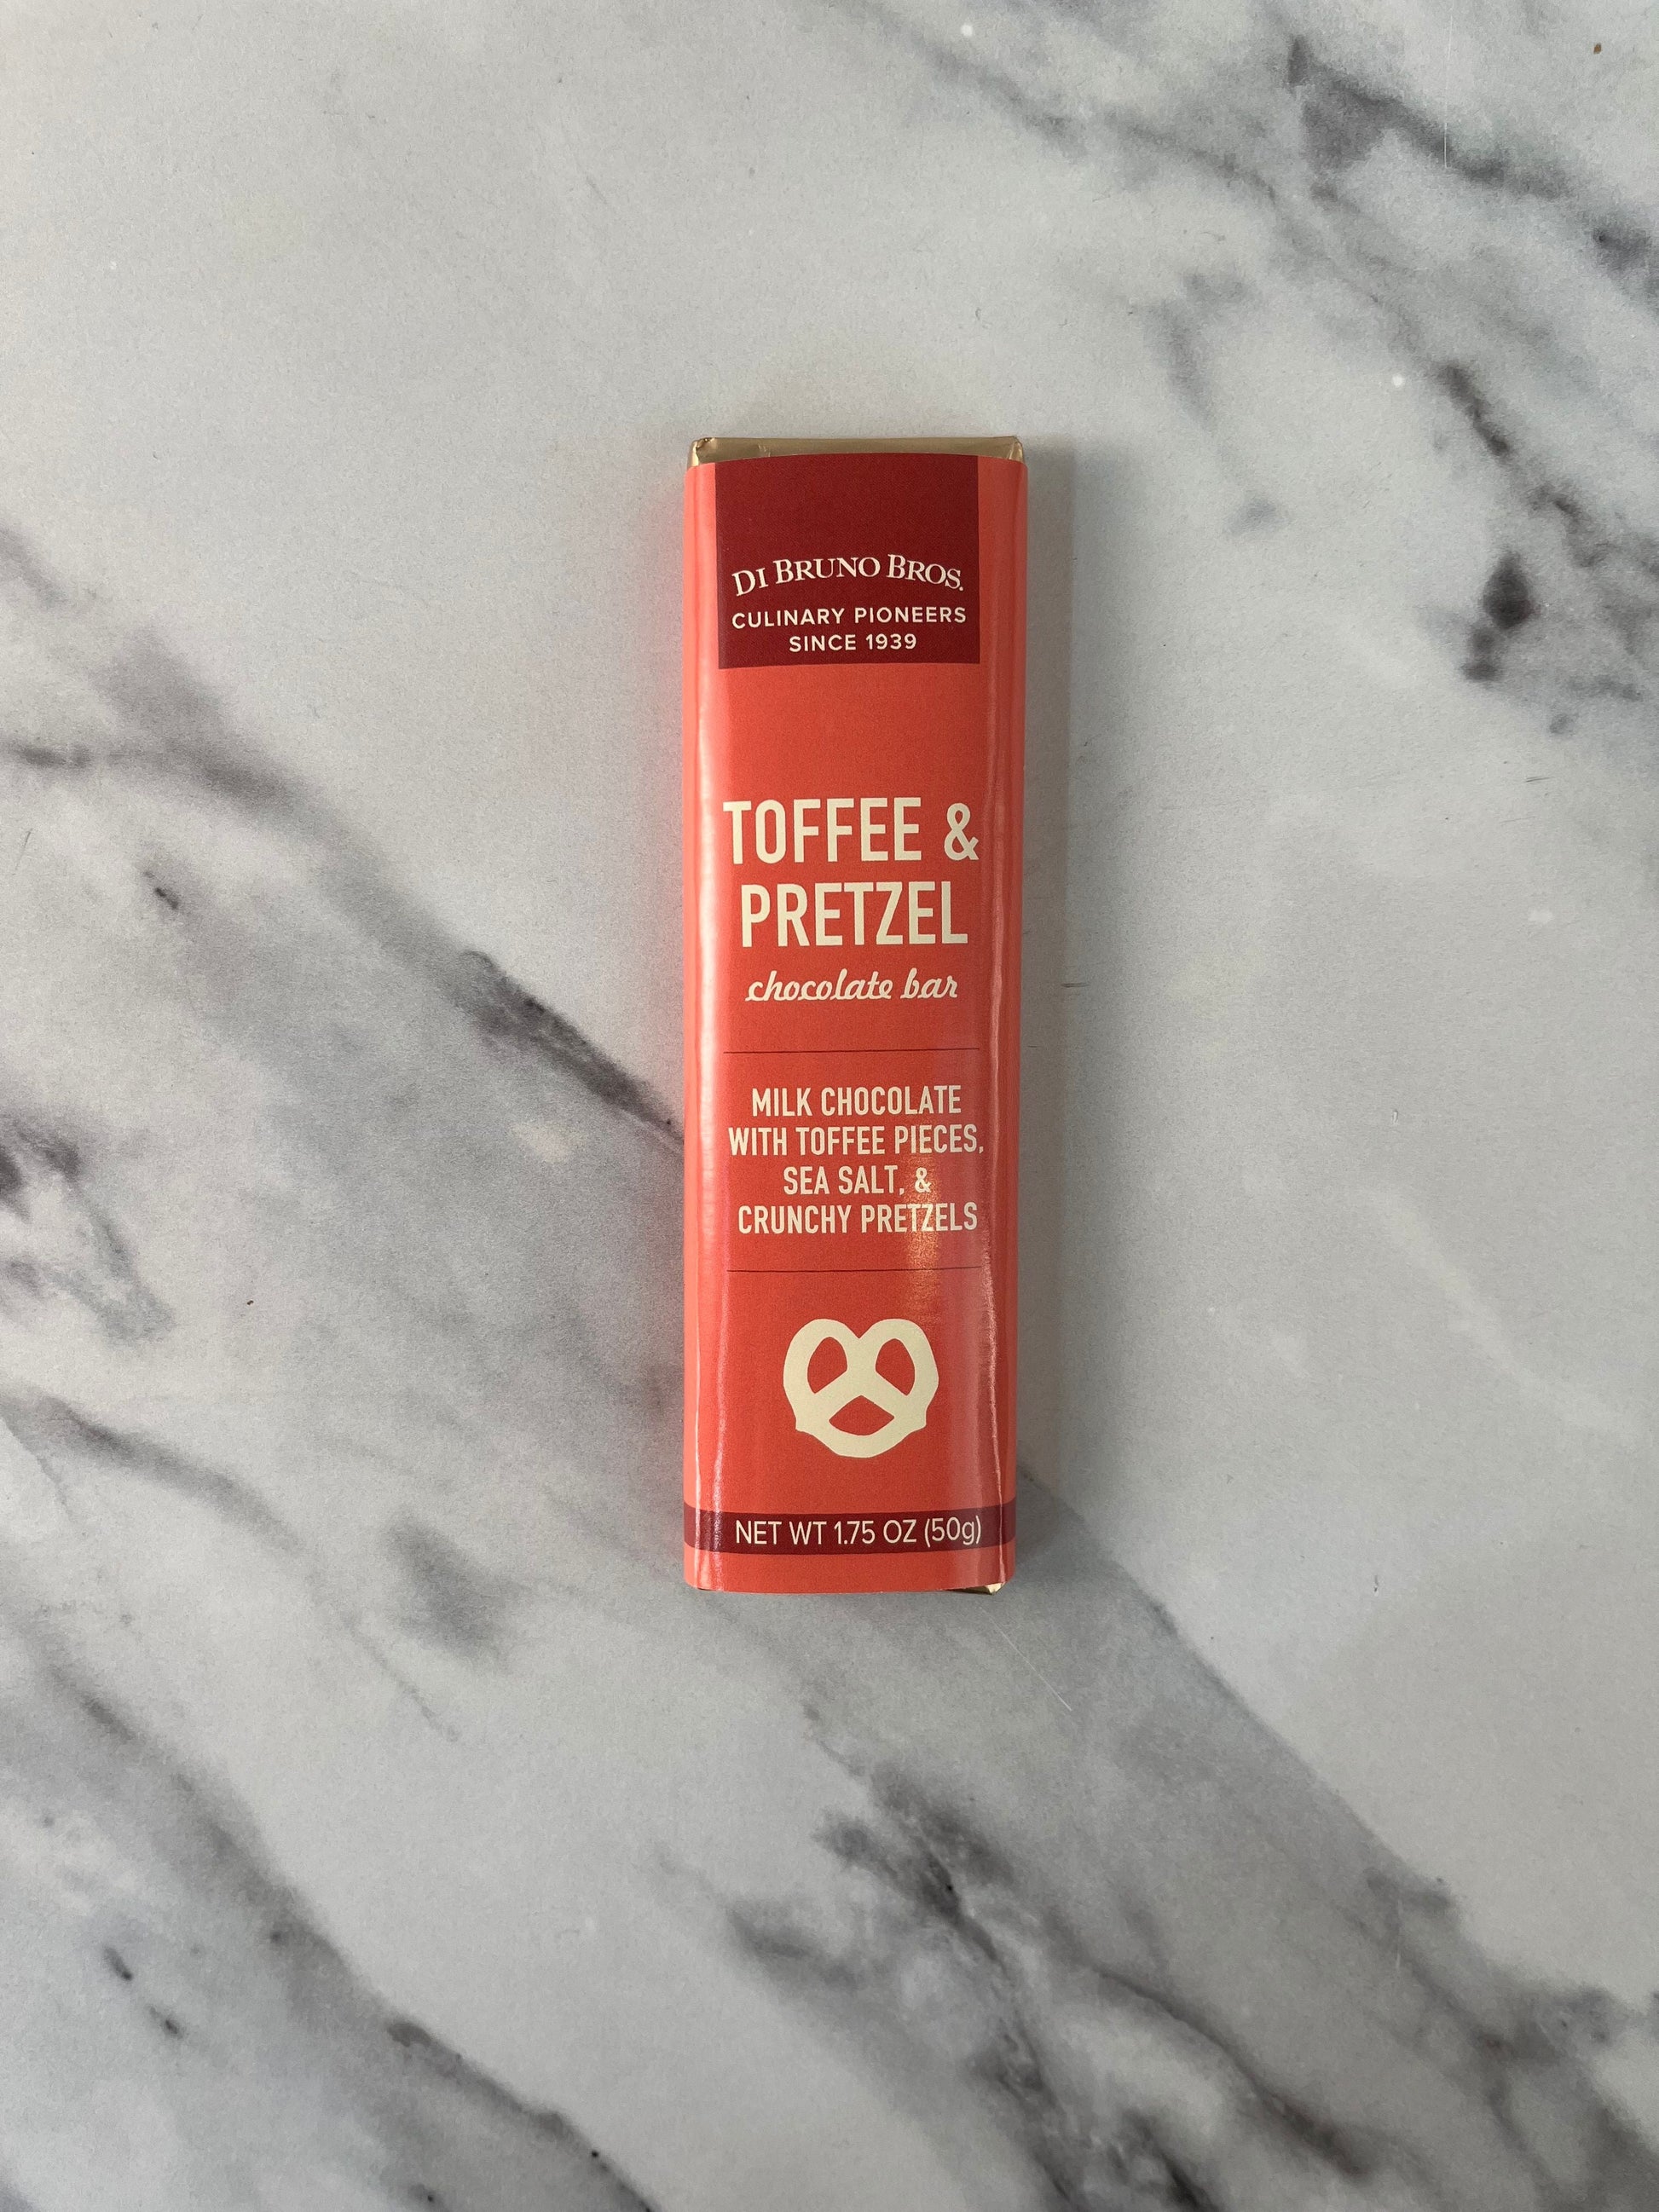 DI BRUNO BROS.
CULINARY PIONEERS
SINCE 1939
TOFFEE &
PRETZEL
chocolate bar
MILK CHOCOLATE
WITH TOFFEE PIECES,
SEA SALT, &
CRUNCHY PRETZELS
NET WT 1.75 OZ (50g)